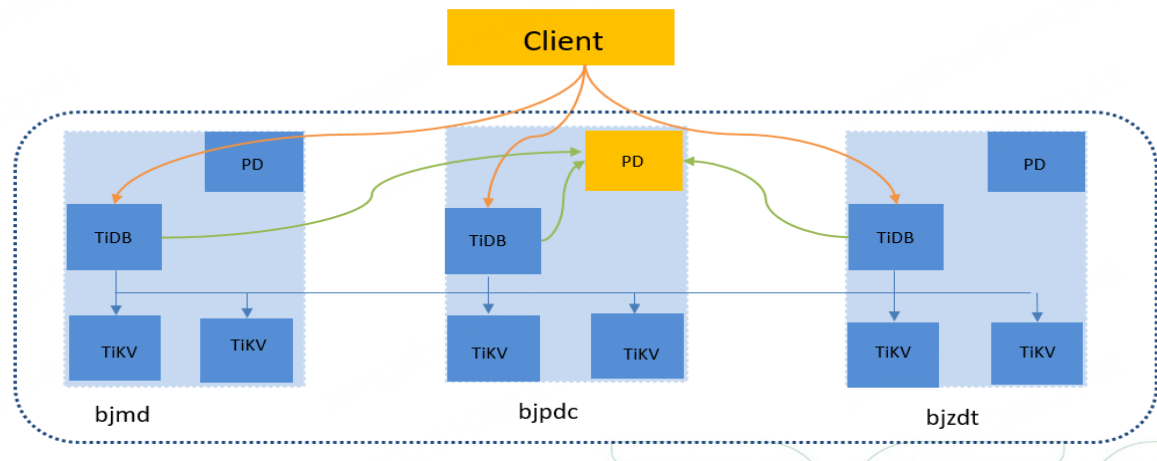 Client
PD
PD
PD
TiDB
TiDB
TiDB
TiKV
TiKV
TiKV
TiKV
TiKV
TiKV
bjmd
bjpdc
bjzdt